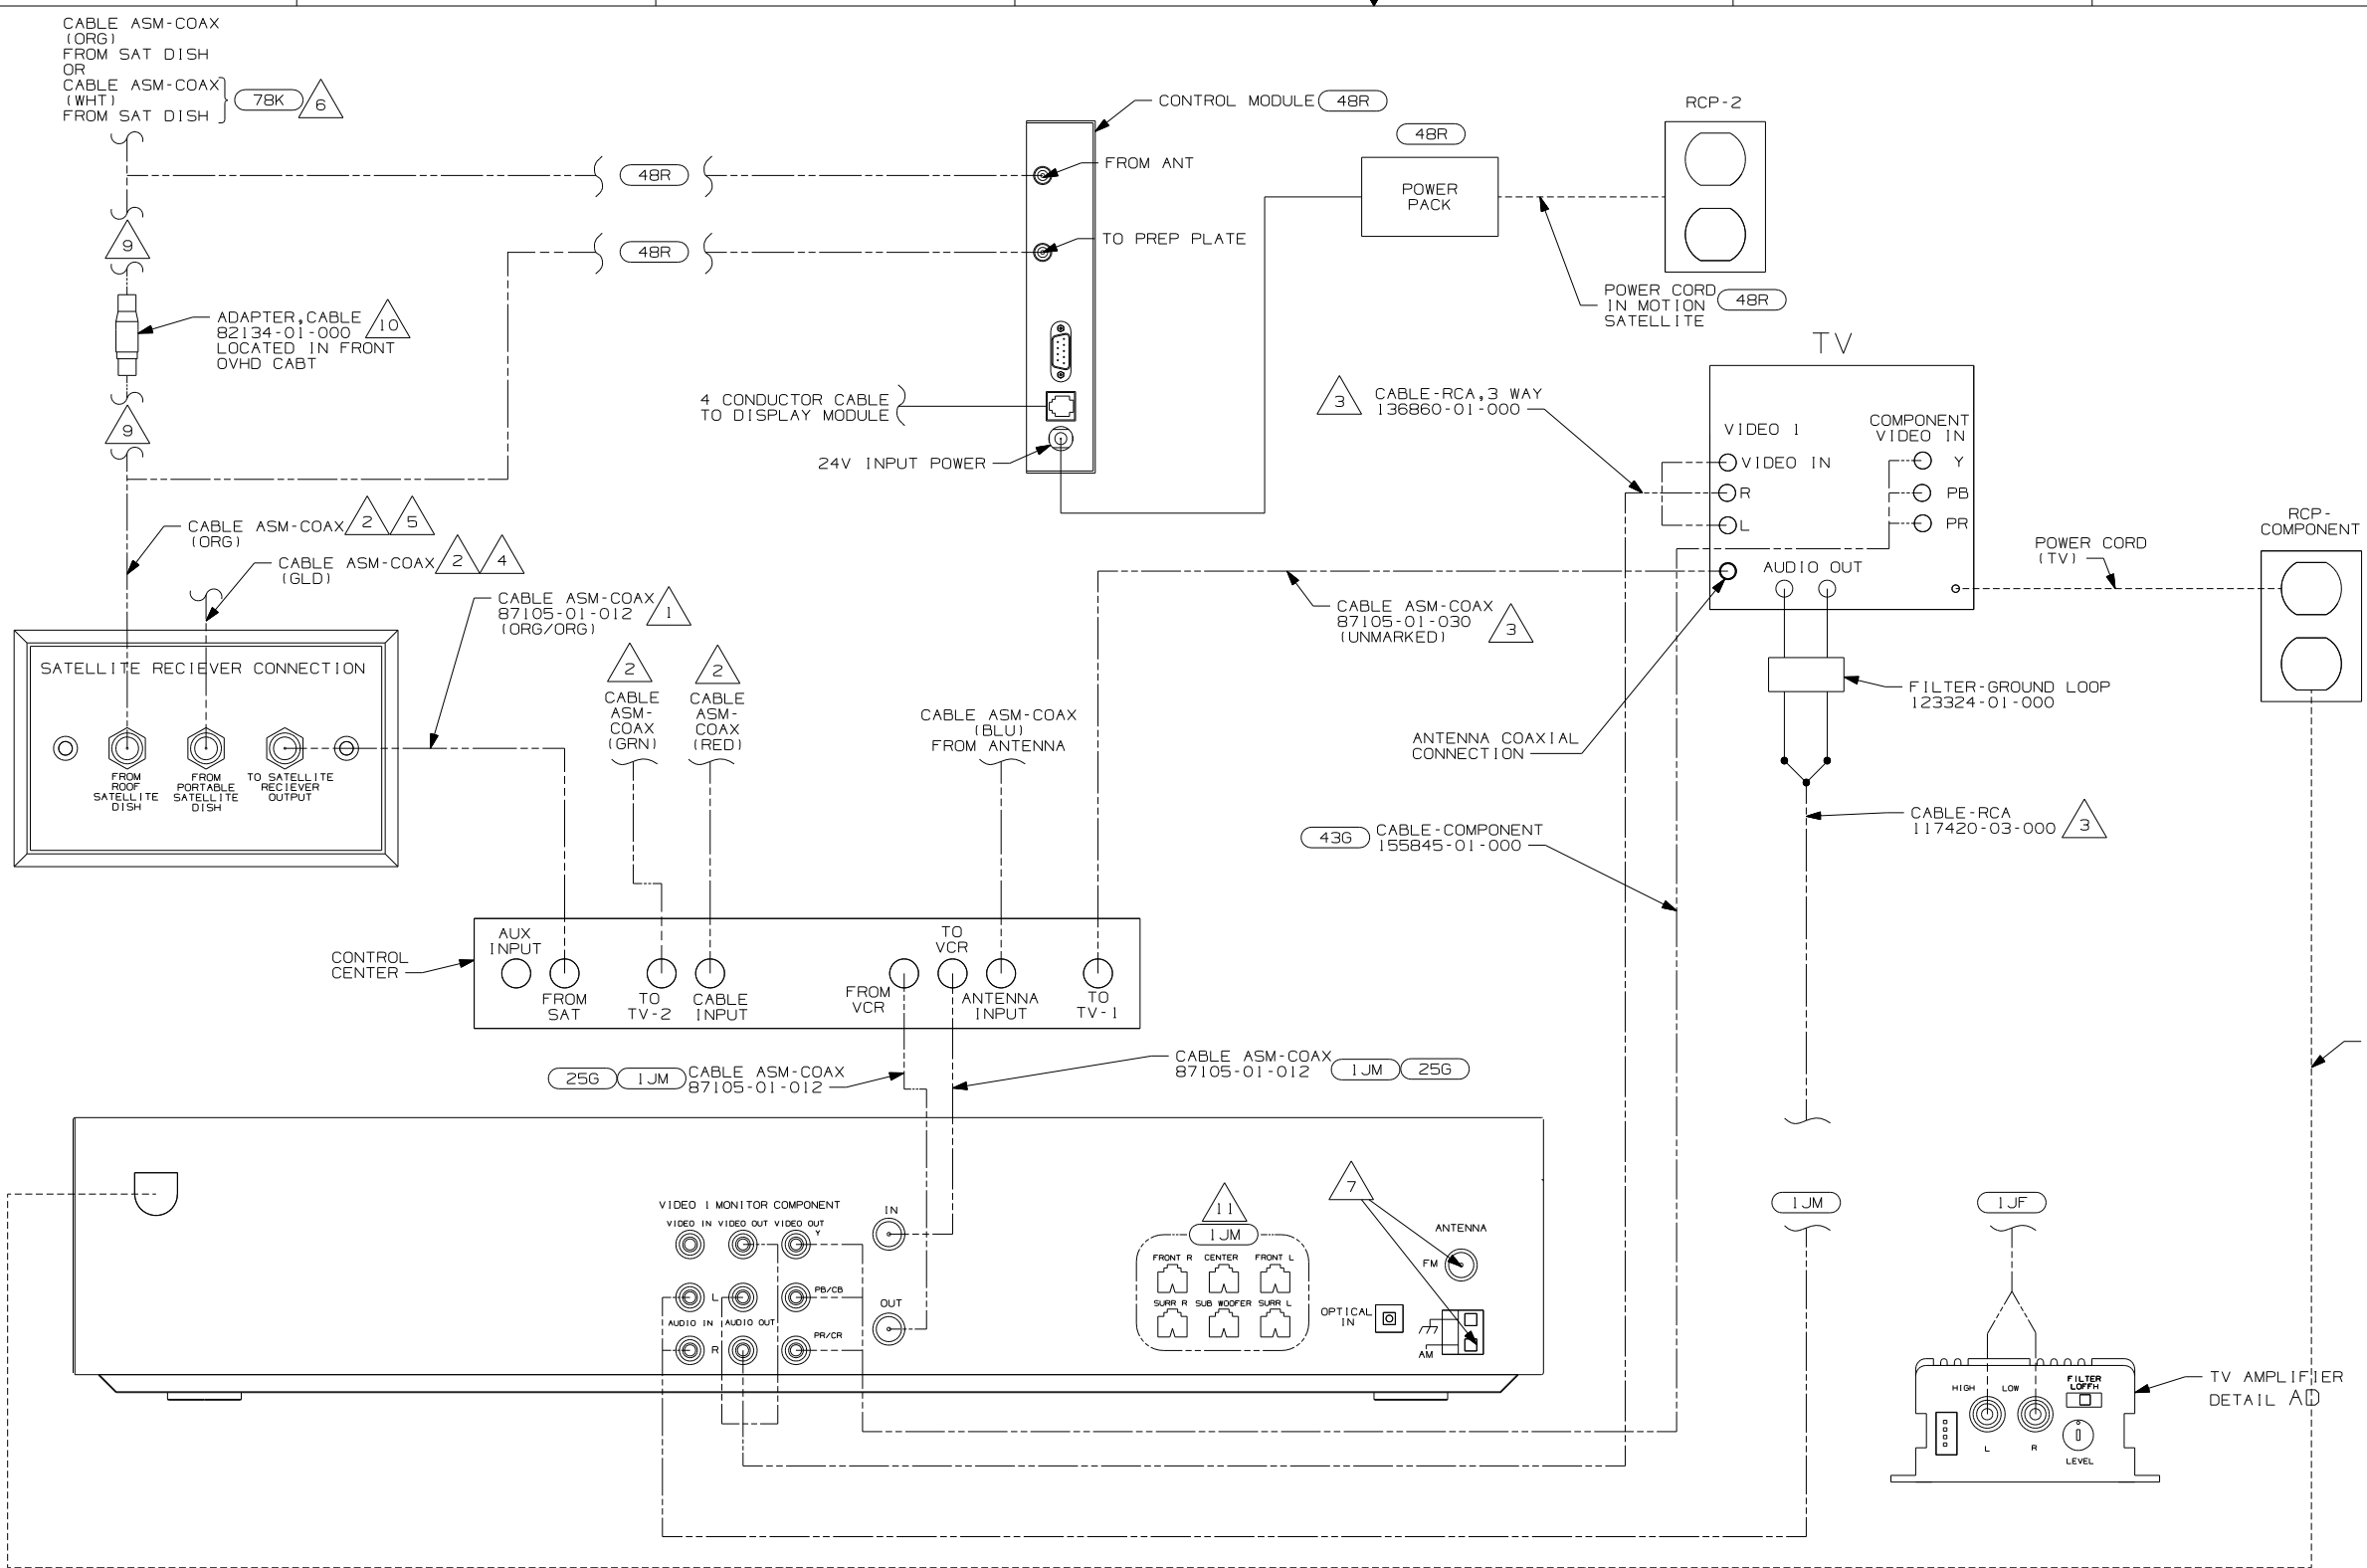 CABLE ASM-COAX
(ORG)
FROM SAT DISH
OR
CABLE ASM-COAX
(WHT)
FROM SAT DISH
78K
6
9
ADAPTER,CABLE
82134-01-000
LOCATED IN FRONT
OVHD CABT
10
9
CABLE ASM-COAX
(ORG)
2
5
CABLE ASM-COAX
(GLD)
2
4
48R
48R
CONTROL MODULE
48R
FROM ANT
TO PREP PLATE
4 CONDUCTOR CABLE
TO DISPLAY MODULE
24V INPUT POWER
48R
POWER
PACK
RCP-2
POWER CORD
IN MOTION
SATELLITE
48R
TV
3
CABLE-RCA,3 WAY
136860-01-000
VIDEO 1
COMPONENT
VIDEO IN
VIDEO IN
Y
R
PB
L
PR
AUDIO OUT
POWER CORD
(TV)
RCP-
COMPONENT
CABLE ASM-COAX
87105-01-012
(ORG/ORG)
1
SATELLITE RECIEVER CONNECTION
FROM
ROOF
SATELLITE
DISH
FROM
PORTABLE
SATELLITE
DISH
TO SATELLITE
RECIEVER
OUTPUT
2
CABLE
ASM-
COAX
(GRN)
2
CABLE
ASM-
COAX
(RED)
CABLE ASM-COAX
(BLU)
FROM ANTENNA
CABLE ASM-COAX
87105-01-030
(UNMARKED)
3
ANTENNA COAXIAL
CONNECTION
FILTER-GROUND LOOP
123324-01-000
CABLE-RCA
117420-03-000
3
43G
CABLE-COMPONENT
155845-01-000
CONTROL
CENTER
AUX
INPUT
FROM
SAT
TO
TV-2
CABLE
INPUT
FROM
VCR
TO
VCR
ANTENNA
INPUT
TO
TV-1
25G
1JM
CABLE ASM-COAX
87105-01-012
CABLE ASM-COAX
87105-01-012
1JM
25G
VIDEO 1 MONITOR COMPONENT
VIDEO IN VIDEO OUT VIDEO OUT
Y
L
PB/CB
AUDIO IN
AUDIO OUT
R
PR/CR
IN
OUT
11
1JM
FRONT R
CENTER
FRONT L
SURR R
SUB WOOFER
SURR L
7
ANTENNA
FM
OPTICAL
IN
AM
1JM
1JF
HIGH
LOW
FILTER
LOFFH
L
R
LEVEL
TV AMPLIFIER
DETAIL AD